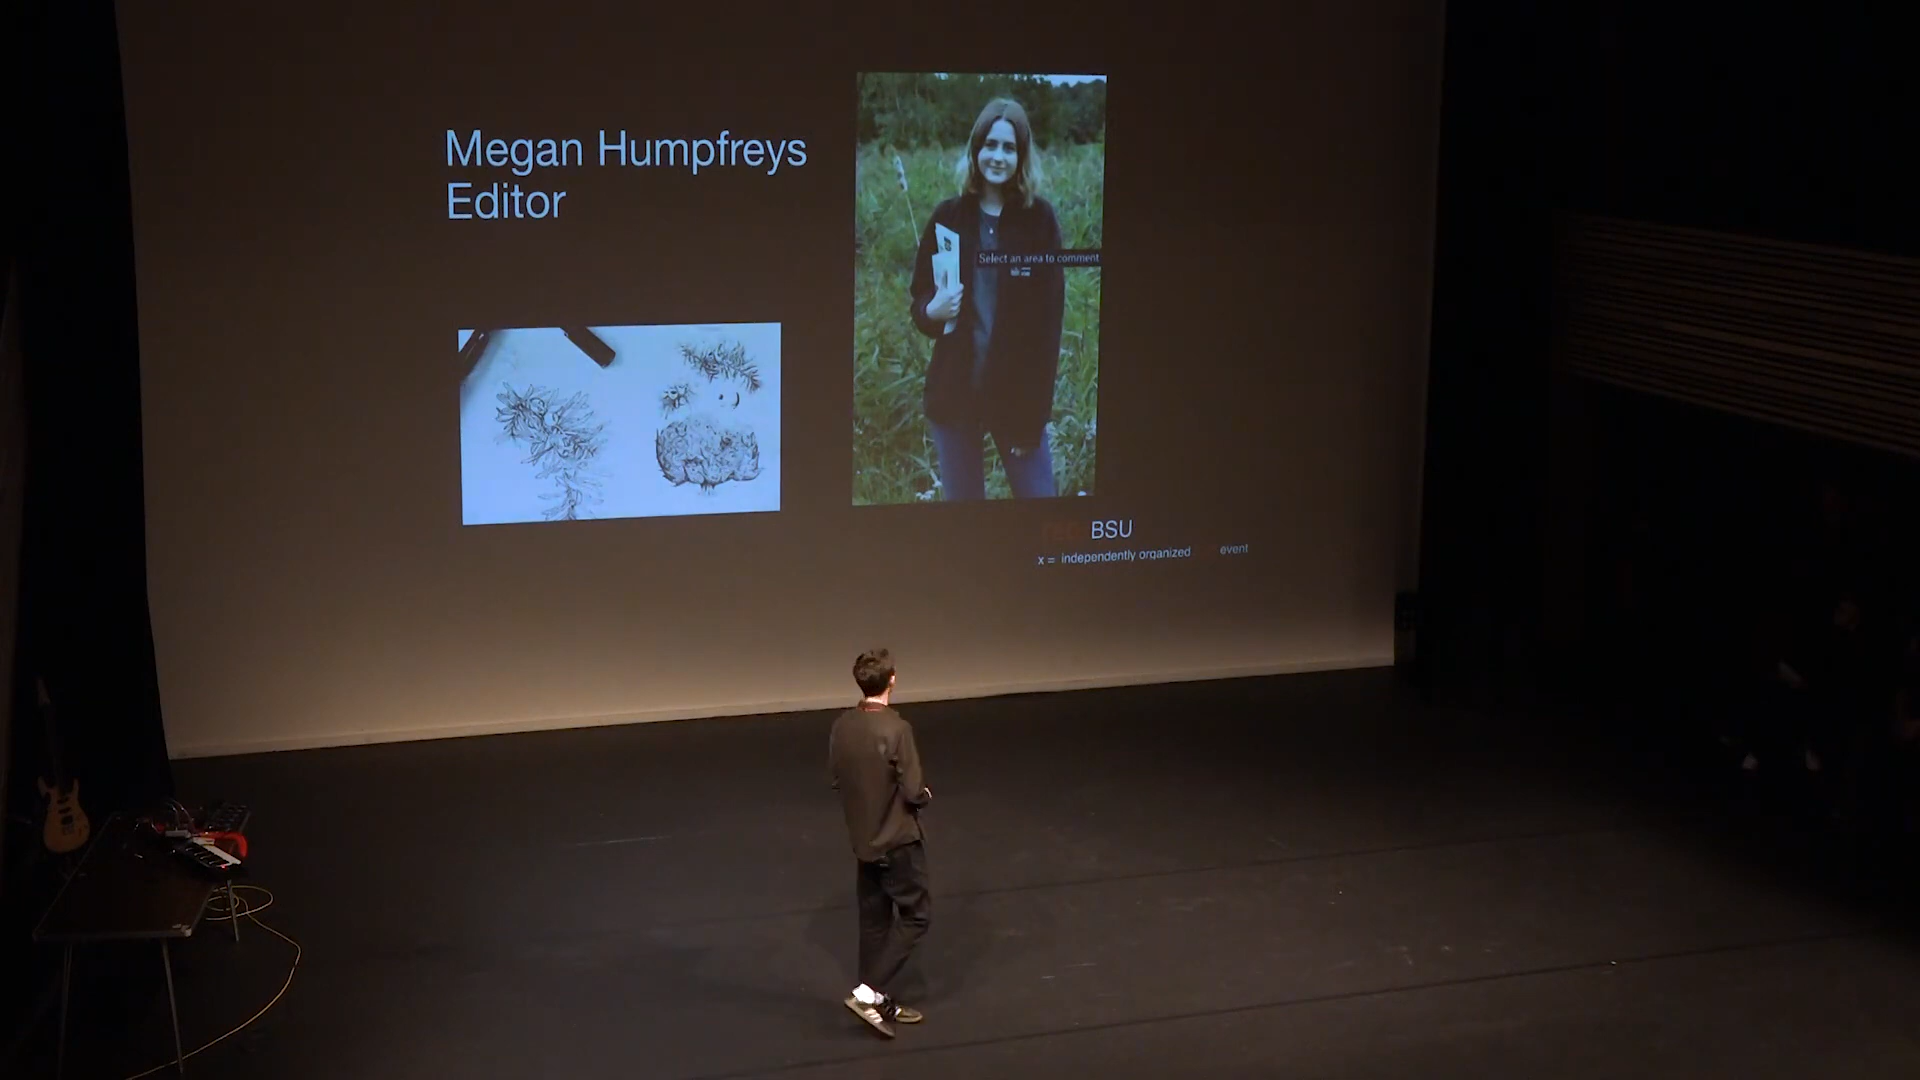 Megan Humpfreys
Editor
Select an area to comment
BSU
x = independently organized event